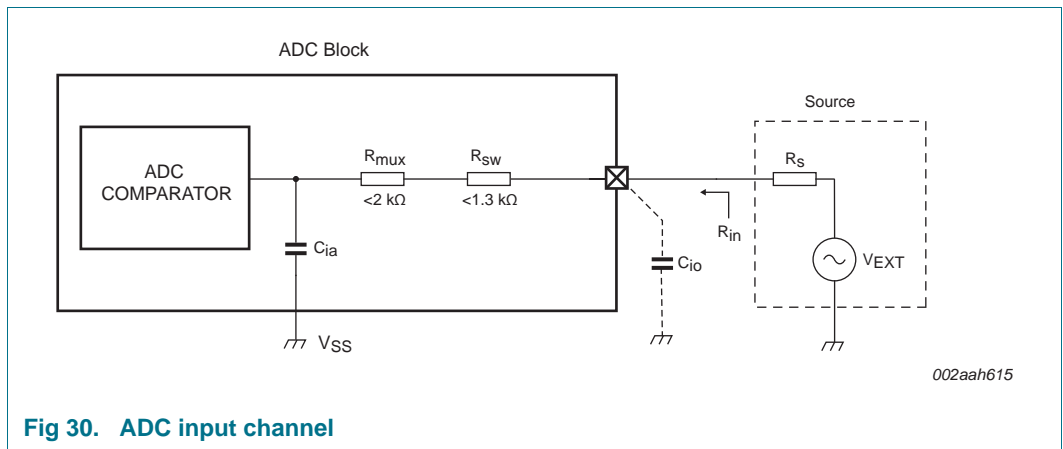 ADC Block
Source
ADC
COMPARATOR
Rmux
<2 kΩ
Rsw
<1.3 kΩ
Rs
Rin
Cia
Cio
VEXT
VSS
002aah615
Fig 30. ADC input channel